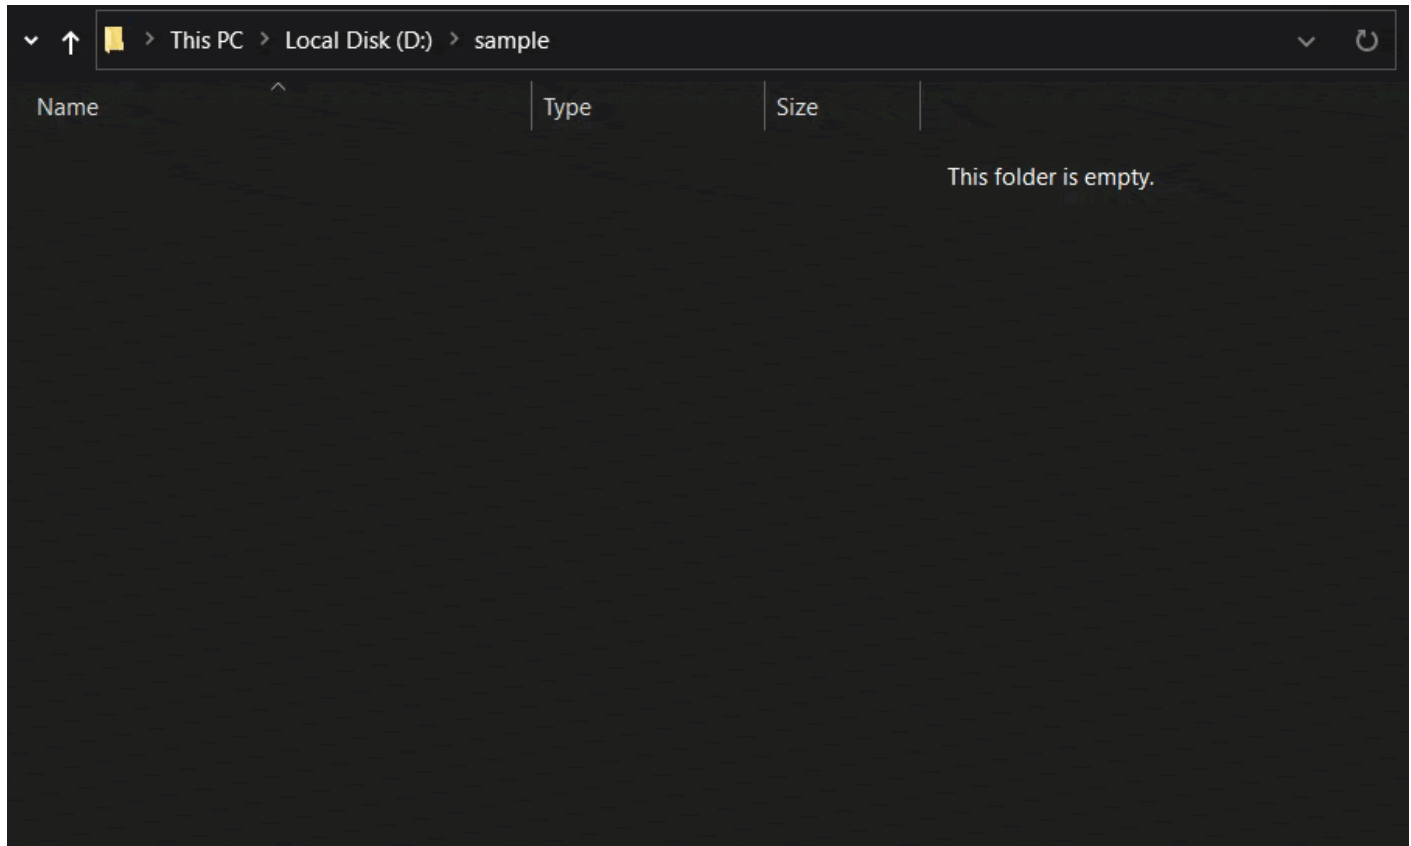 This PC > Local Disk (D:) > sample
Name Type Size
This folder is empty.